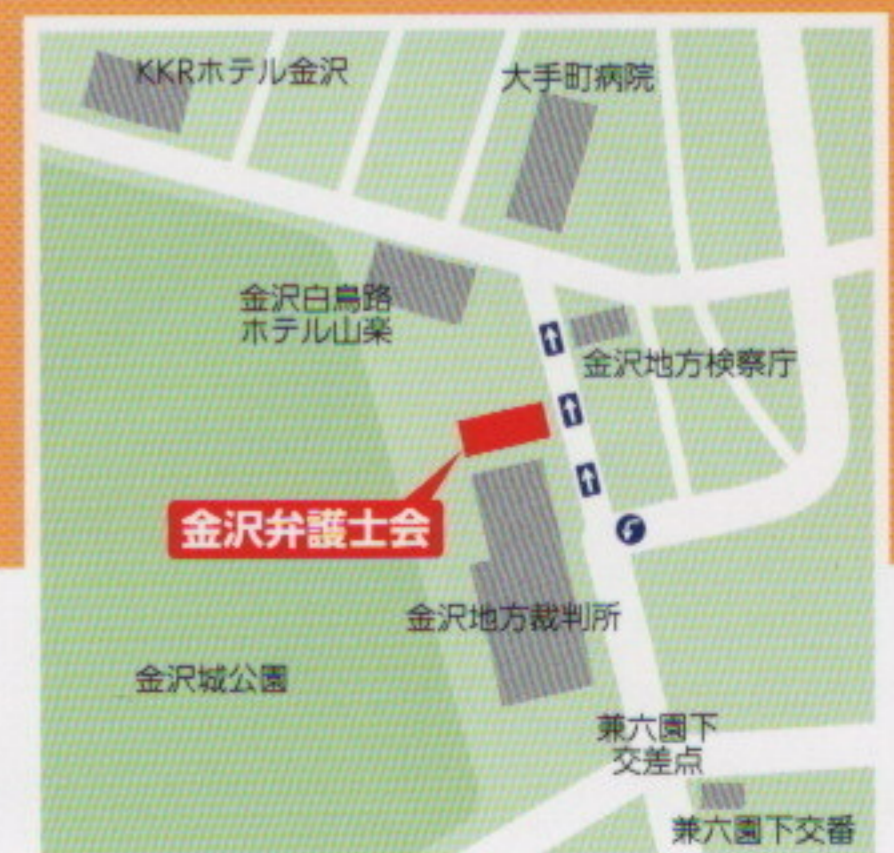 KKRホテル金沢
大手町病院
金沢白鳥路
ホテル山楽
金沢地方検察庁
金沢弁護士会
金沢地方裁判所
金沢城公園
兼六園下
交差点
兼六園下交番